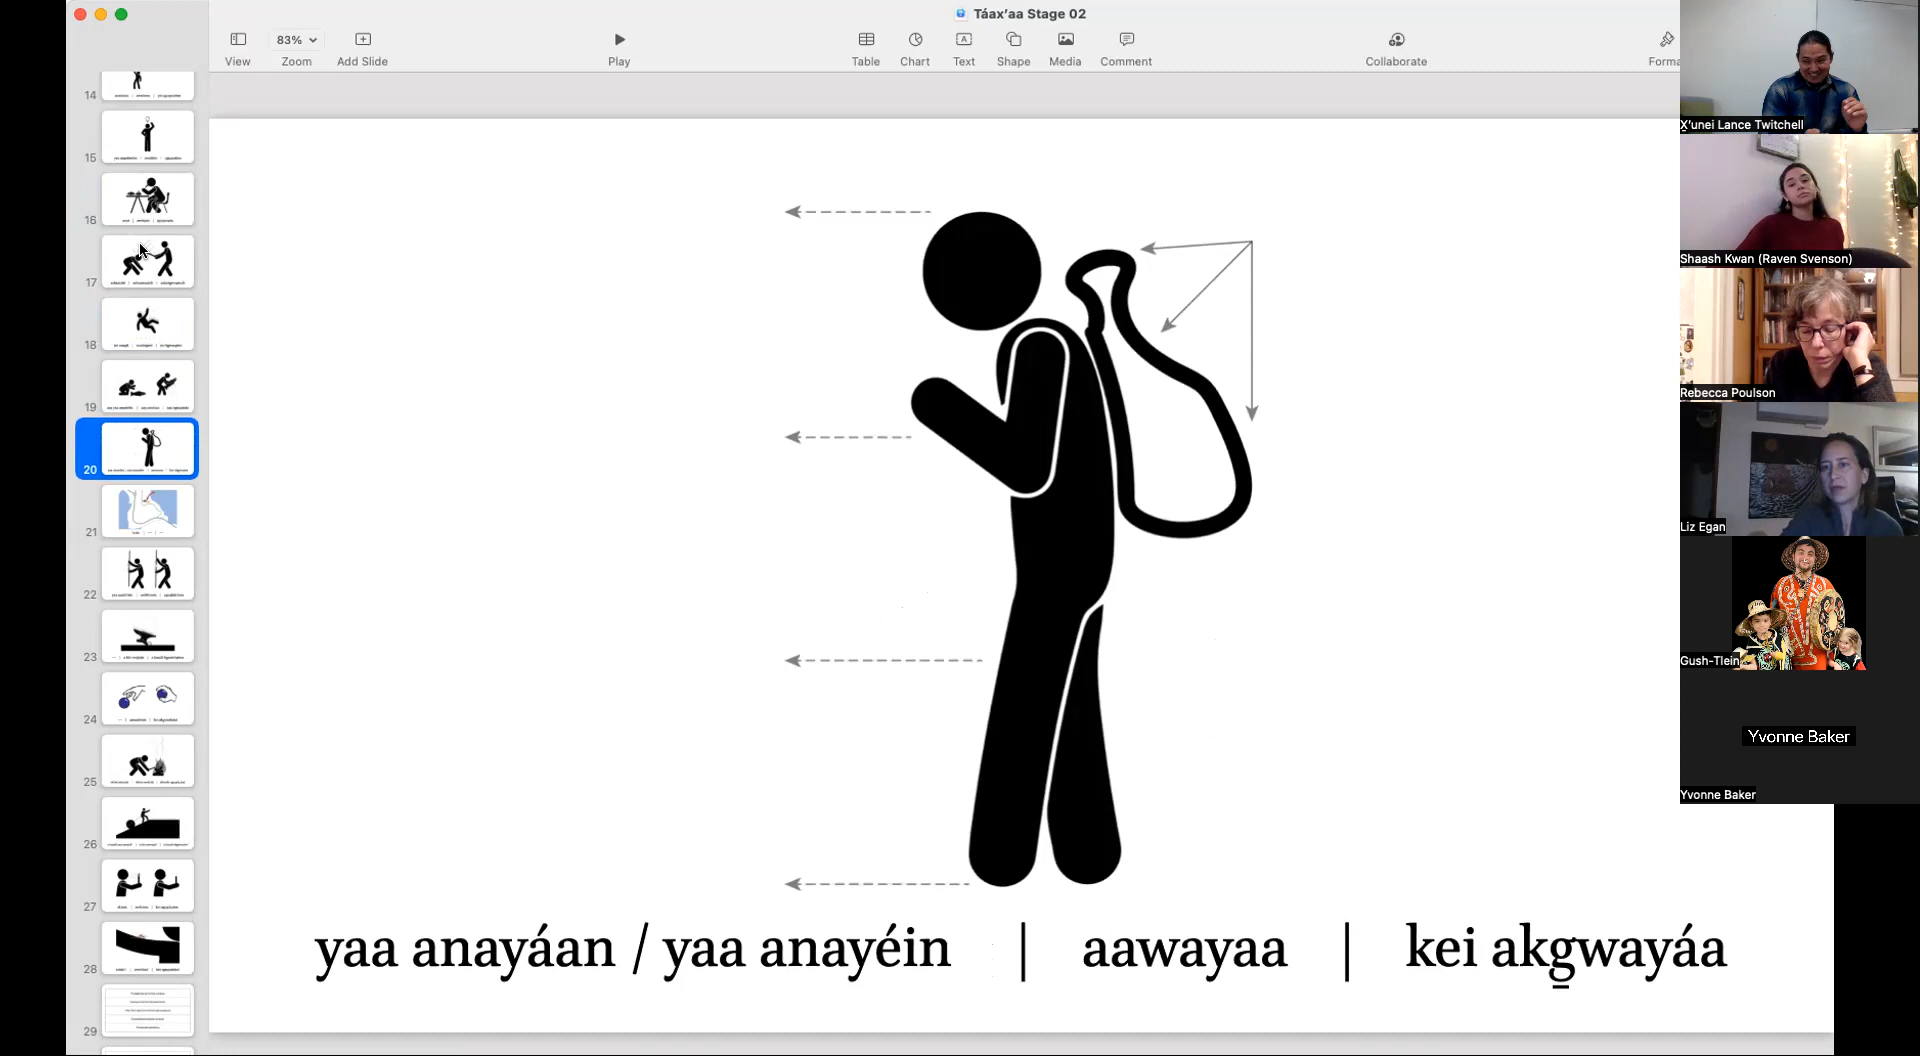 Táax’aa Stage 02
83%
View
Zoom
Add Slide
Play
Table
Chart
Text
Shape
Media
Comment
Collaborate
14
15
16
17
18
19
20
21
22
23
24
25
26
27
28
29
yaa anayáan / yaa anayéin | aawayaa | kei akg̱wayáa
X̱’unei Lance Twitchell
Shaash Kwan (Raven Svenson)
Rebecca Poulson
Liz Egan
Gush-Tlein
Yvonne Baker
Yvonne Baker